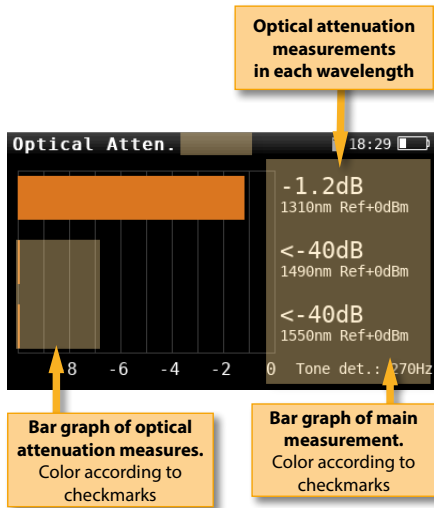 Optical attenuation
measurements
in each wavelength
Optical Atten.
18:29
-1.2dB
1310nm Ref+0dBm
<-40dB
1490nm Ref+0dBm
<-40dB
1550nm Ref+0dBm
8 -6 -4 -2 0 Tone det.: 270Hz
Bar graph of optical
attenuation measures.
Color according to
checkmarks
Bar graph of main
measurement.
Color according to
checkmarks